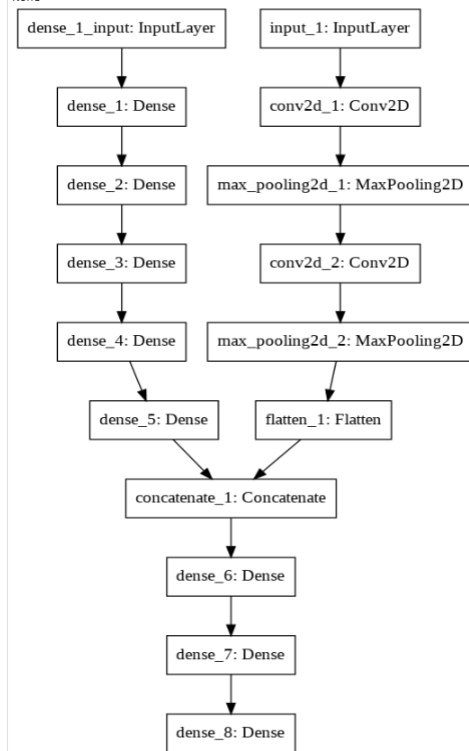 dense_1_input: InputLayer
input_1: InputLayer
dense_1: Dense
conv2d_1: Conv2D
dense_2: Dense
max_pooling2d_1: MaxPooling2D
dense_3: Dense
conv2d_2: Conv2D
dense_4: Dense
max_pooling2d_2: MaxPooling2D
dense_5: Dense
flatten_1: Flatten
concatenate_1: Concatenate
dense_6: Dense
dense_7: Dense
dense_8: Dense